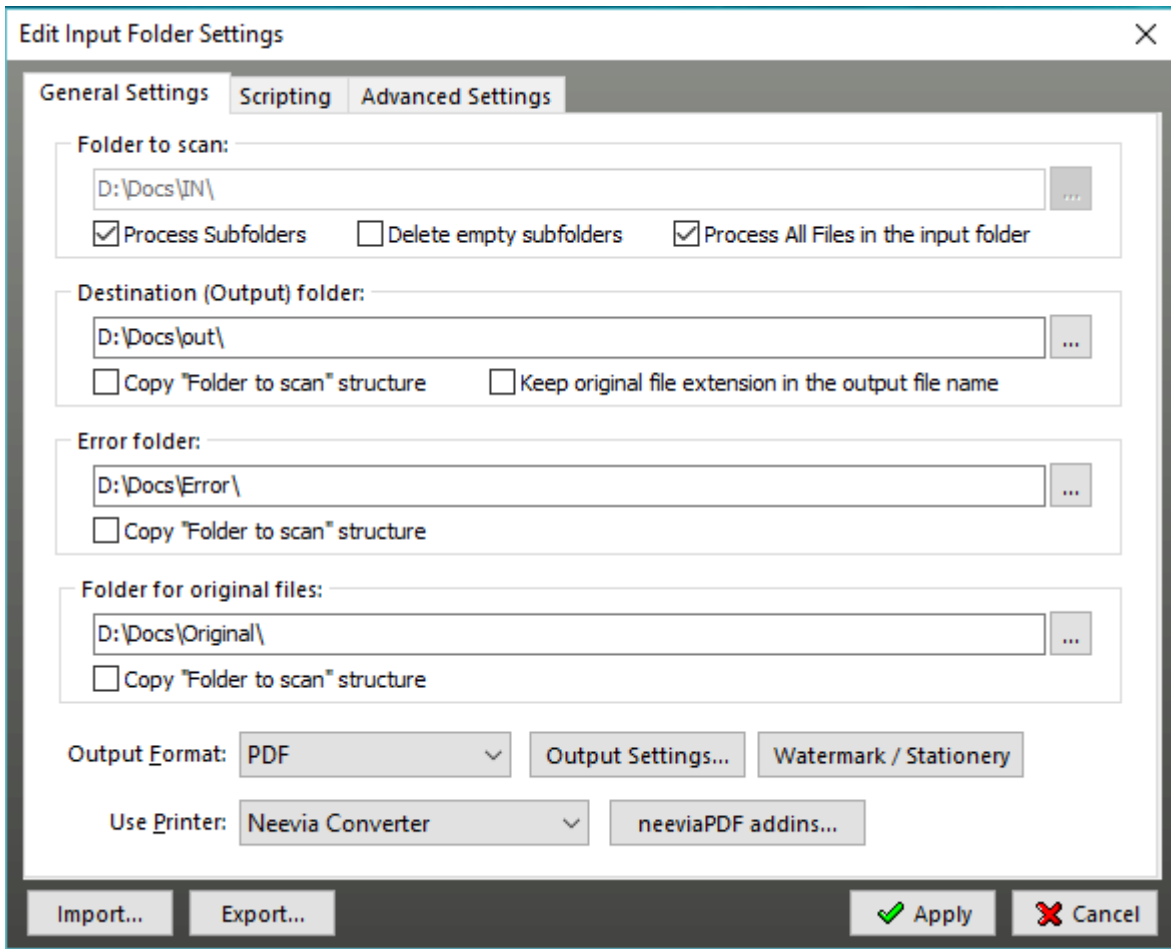 Edit Input Folder Settings
General Settings Scripting Advanced Settings
Folder to scan:
D:\Docs\IN\
...
Process Subfolders Delete empty subfolders Process All Files in the input folder
Destination (Output) folder:
D:\Docs\out\
...
Copy "Folder to scan" structure Keep original file extension in the output file name
Error folder:
D:\Docs\Error\
...
Copy "Folder to scan" structure
Folder for original files:
D:\Docs\Original\
...
Copy "Folder to scan" structure
Output Format: PDF Output Settings... Watermark / Stationery
Use Printer: Neevia Converter neeviaPDF addins...
Import... Export... Apply Cancel